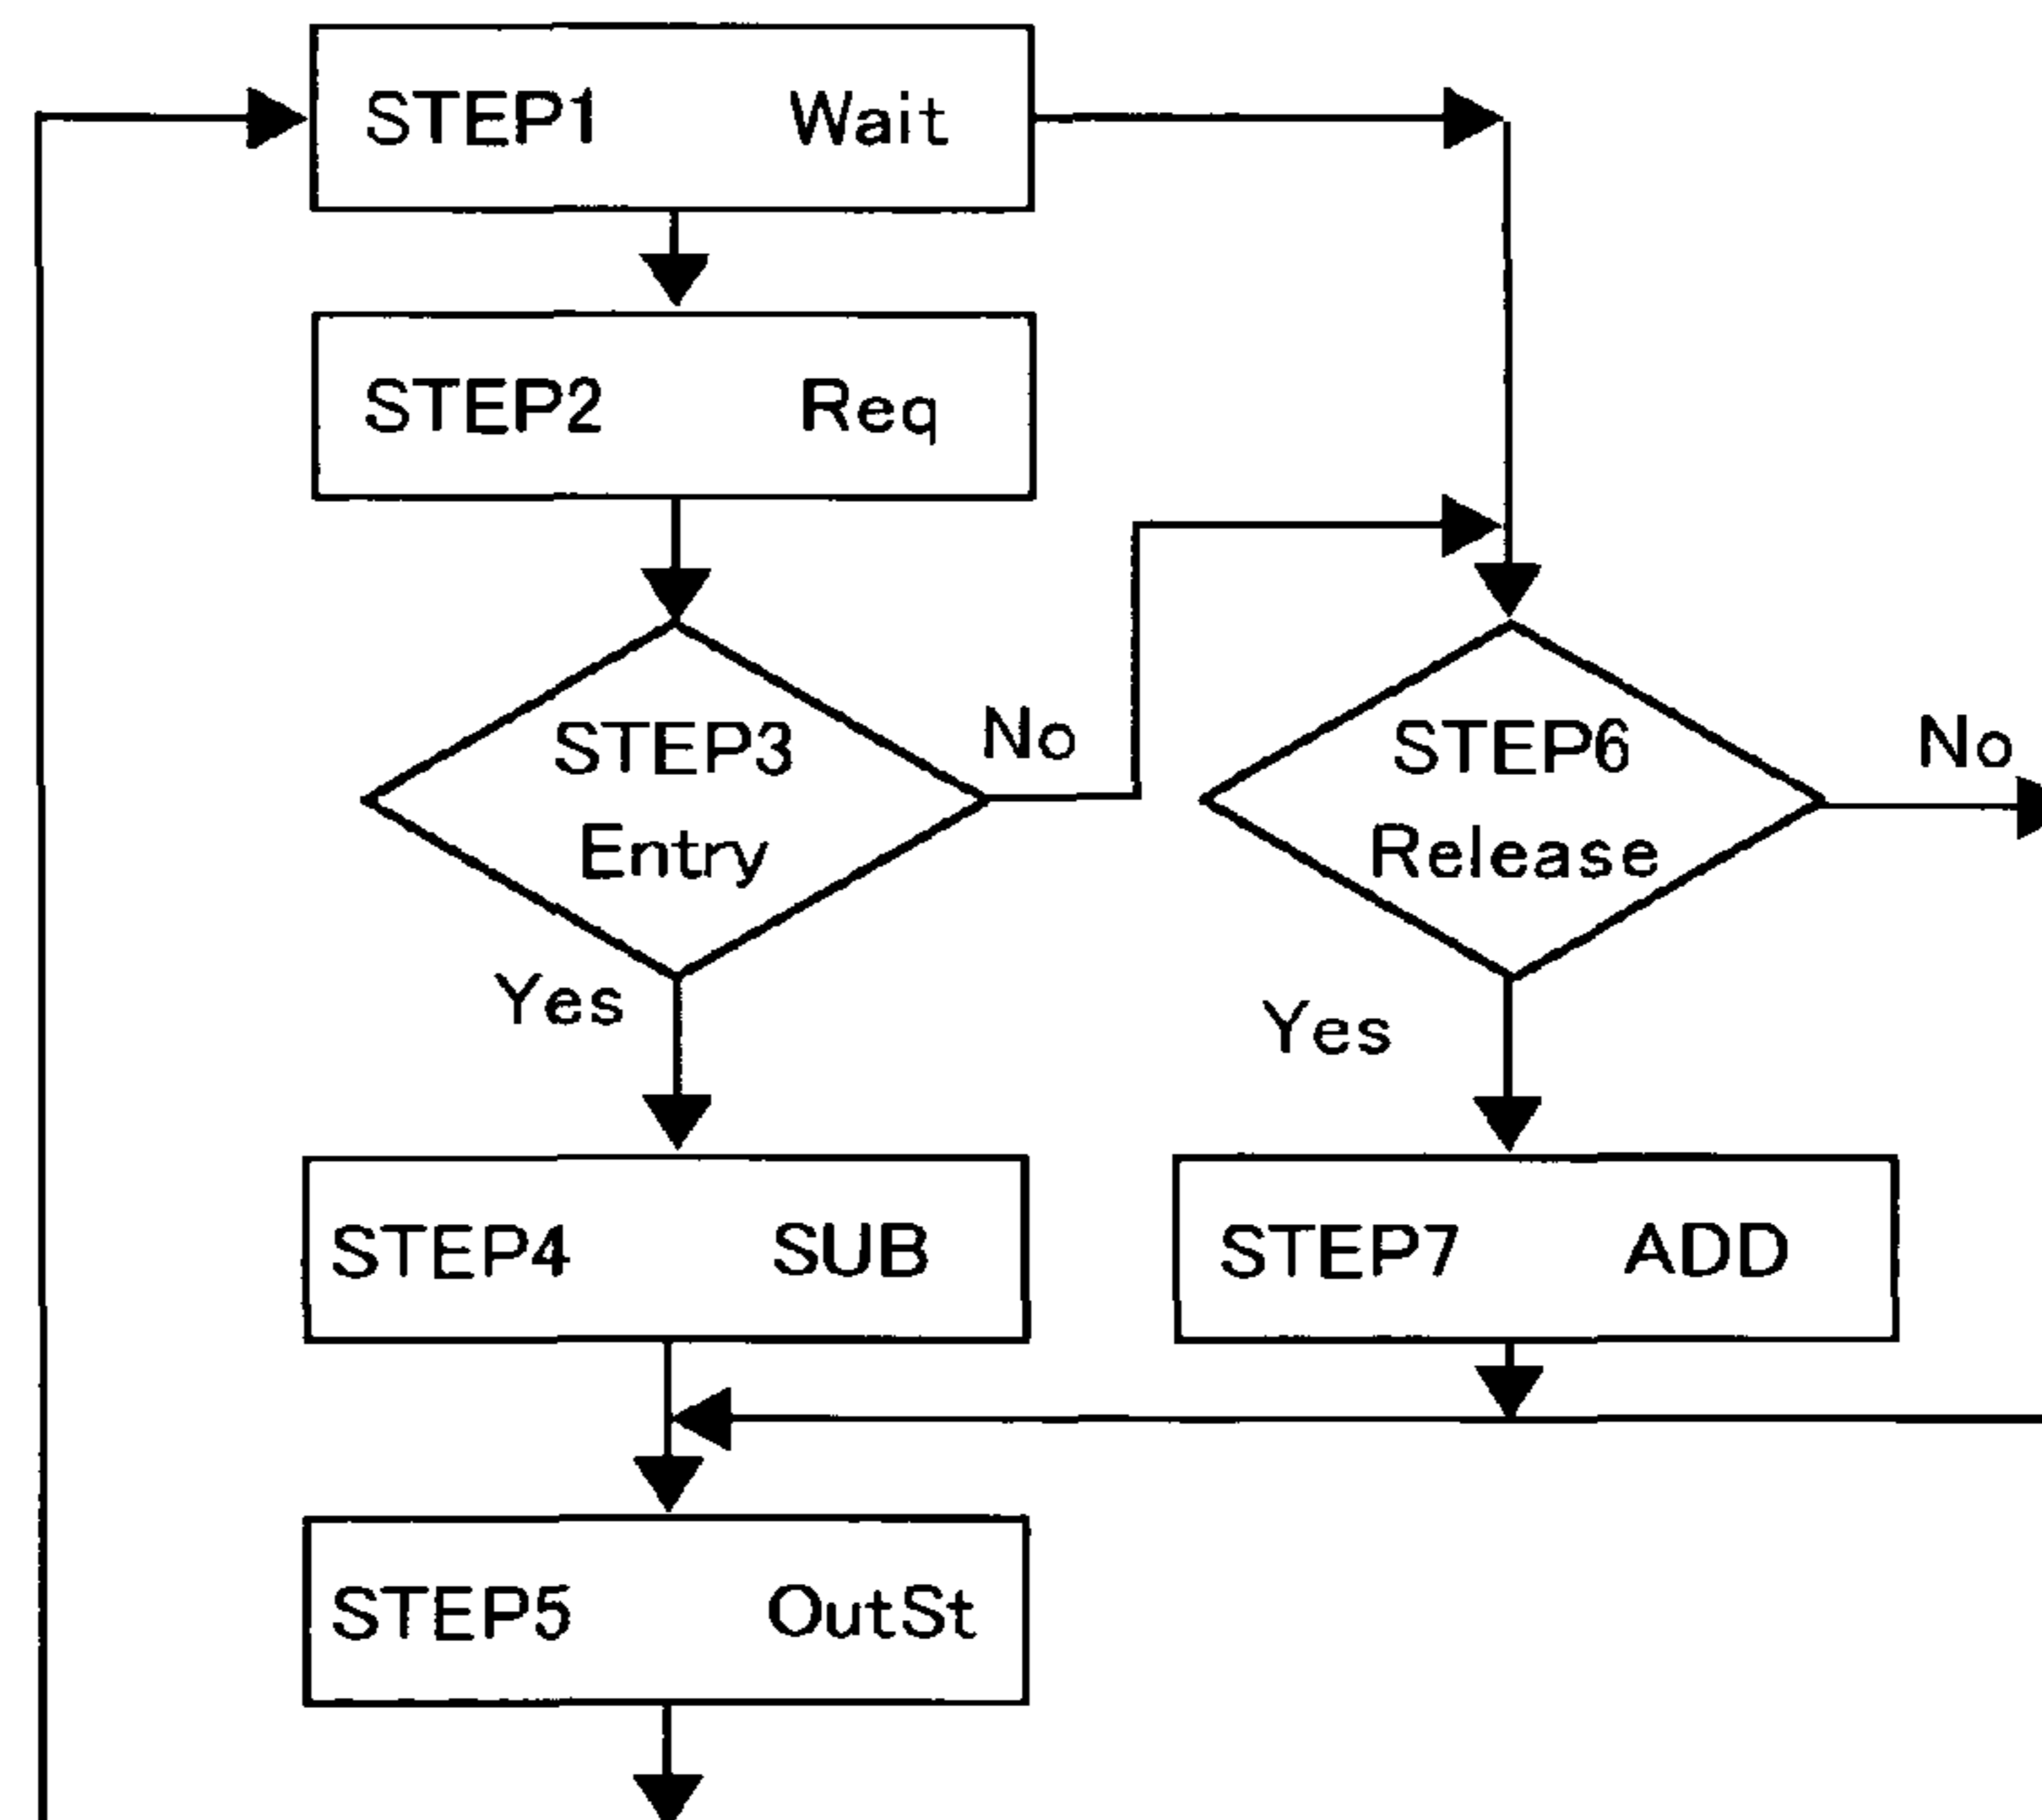 STEP1 Wait
STEP2 Req
STEP3
Entry
No
Yes
STEP6
Release
No
Yes
STEP4 SUB
STEP7 ADD
STEP5 OutSt